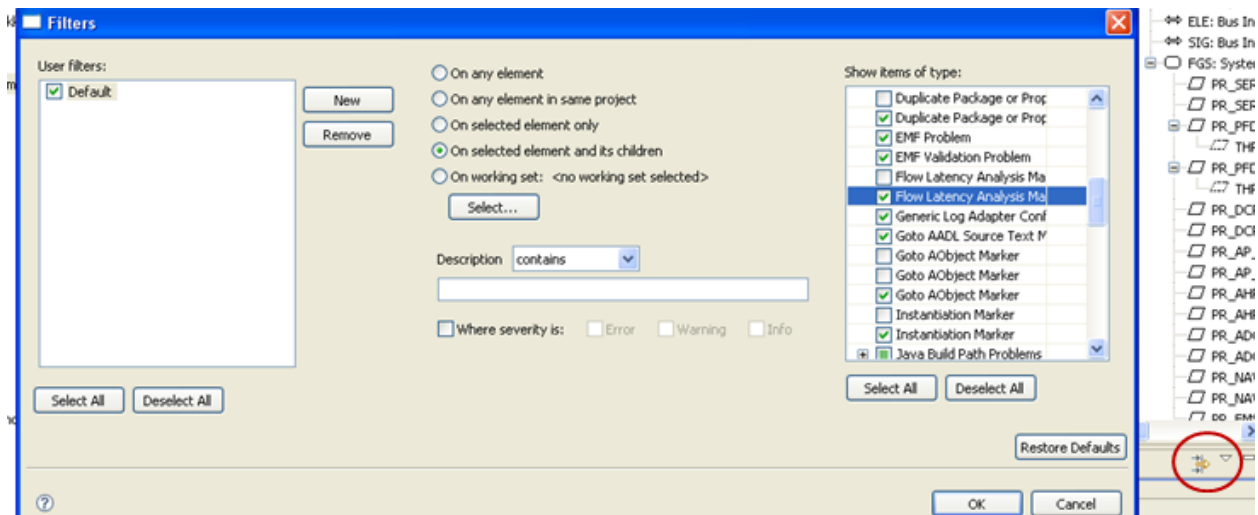 Filters
User filters:
Default
New
Remove
Select All
Deselect All
On any element
On any element in same project
On selected element only
On selected element and its children
On working set: <no working set selected>
Select...
Description
contains
Where severity is:
Error
Warning
Info
Show items of type:
Duplicate Package or Prop
Duplicate Package or Prop
EMF Problem
EMF Validation Problem
Flow Latency Analysis Ma
Flow Latency Analysis Ma
Generic Log Adapter Conf
Goto AADL Source Text M
Goto AObject Marker
Goto AObject Marker
Goto AObject Marker
Instantiation Marker
Instantiation Marker
Java Build Path Problems
Select All
Deselect All
Restore Defaults
OK
Cancel
ELE: Bus In
SIG: Bus In
FGS: System
PR_SER
PR_SER
PR_PFD
THR
PR_PFD
THR
PR_DCP
PR_DCP
PR_AP_
PR_AP_
PR_AHR
PR_AHR
PR_ADC
PR_ADC
PR_NAV
PR_NAV